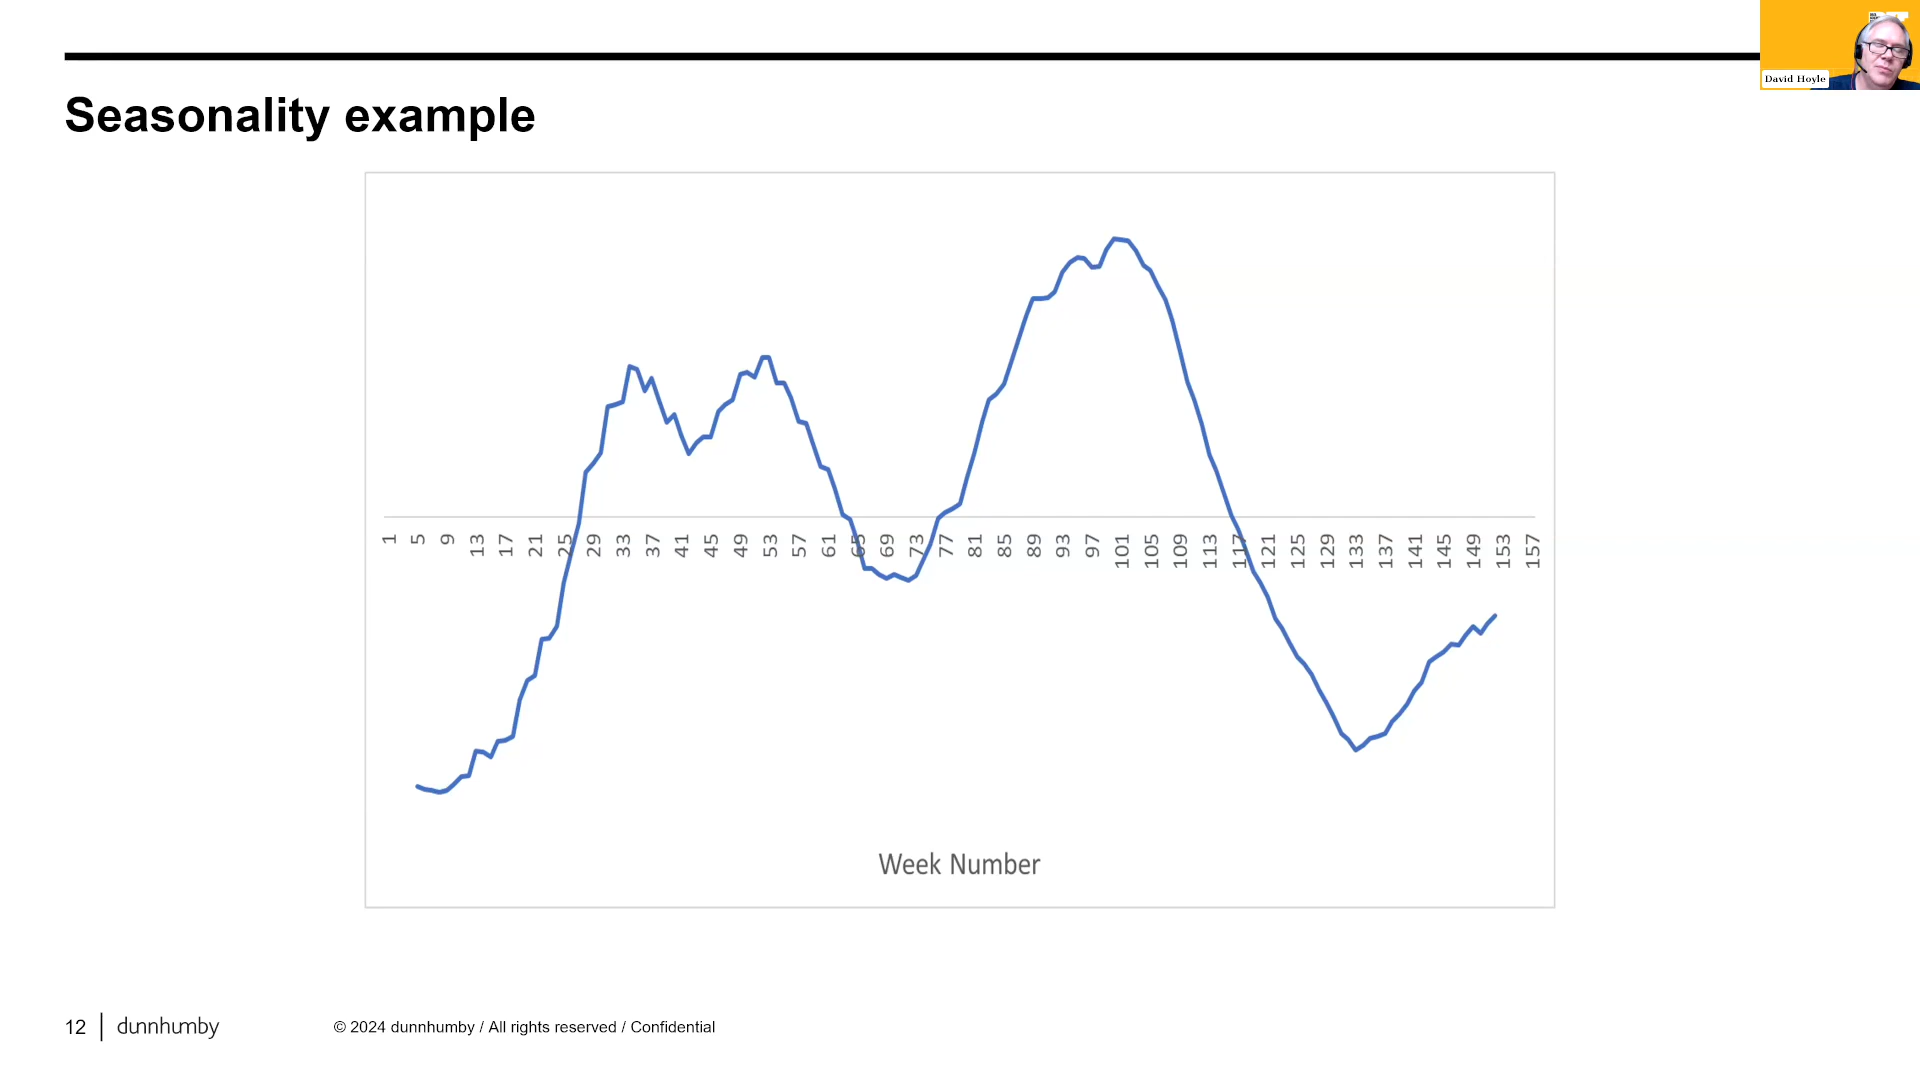 David Hoyle
Seasonality example
1 5 9 13 17 21 25 29 33 37 41 45 49 53 57 61 65 69 73 77 81 85 89 93 97 101 105 109 113 117 121 125 129 133 137 141 145 149 153 157
Week Number
12 | dunnhumby © 2024 dunnhumby / All rights reserved / Confidential